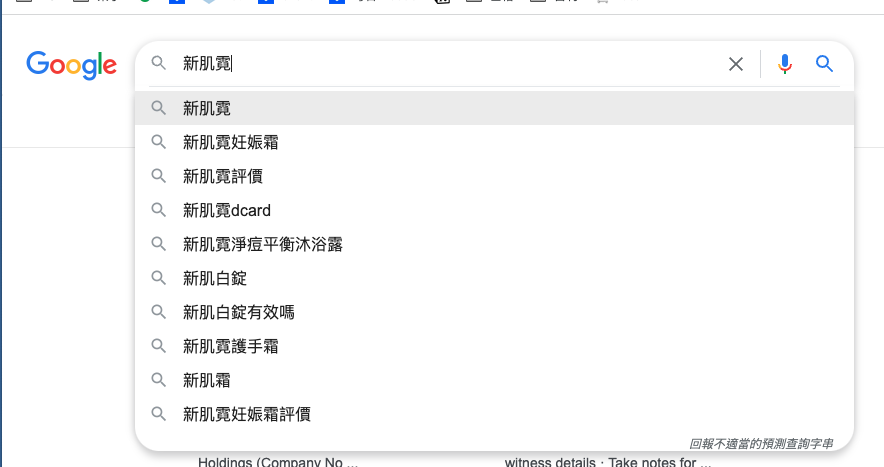 Google
新肌霓
新肌霓
新肌霓妊娠霜
新肌霓評價
新肌霓dcard
新肌霓淨痘平衡沐浴露
新肌白錠
新肌白錠有效嗎
新肌霓護手霜
新肌霜
新肌霓妊娠霜評價
回報不適當的預測查詢字串
Holdings (Company No ... witness details · Take notes for ...